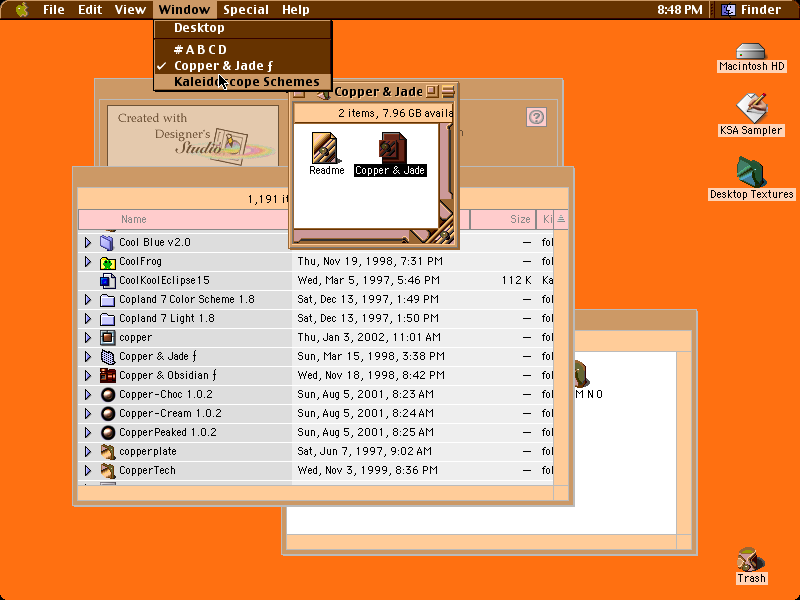 File Edit View Window Special Help 8:48 PM Finder
Desktop
# A B C D
✓ Copper & Jade ƒ
Kaleidoscope Schemes
Copper & Jade
2 items, 7.96 GB availa
Readme
Copper & Jade
Created with
Designer's
Studio
Macintosh HD
KSA Sampler
Desktop Textures
1,191 it
Name Size Ki
Cool Blue v2.0 — fol
CoolFrog Thu, Nov 19, 1998, 7:31 PM — fol
CoolKoolEclipse15 Wed, Mar 5, 1997, 5:46 PM 112 K Ka
Copland 7 Color Scheme 1.8 Sat, Dec 13, 1997, 1:49 PM — fol
Copland 7 Light 1.8 Sat, Dec 13, 1997, 1:50 PM — fol
copper Thu, Jan 3, 2002, 11:01 AM — fol
Copper & Jade ƒ Sun, Mar 15, 1998, 3:38 PM — fol
Copper & Obsidian ƒ Wed, Nov 18, 1998, 8:42 PM — fol
Copper-Choc 1.0.2 Sun, Aug 5, 2001, 8:23 AM — fol
Copper-Cream 1.0.2 Sun, Aug 5, 2001, 8:24 AM — fol
CopperPeaked 1.0.2 Sun, Aug 5, 2001, 8:25 AM — fol
copperplate Sat, Jun 7, 1997, 9:02 AM — fol
CopperTech Wed, Nov 3, 1999, 8:36 PM — fol
M N O
Trash